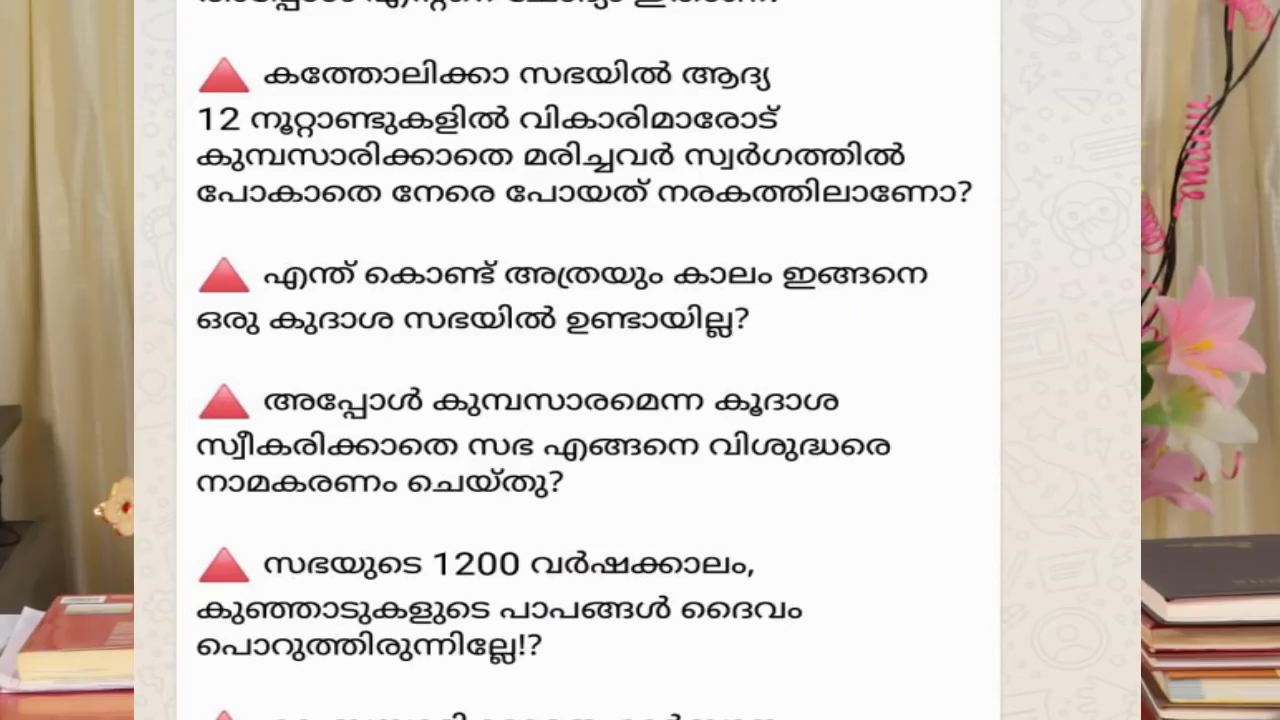 🔺 കത്തോലിക്കാ സഭയിൽ ആദ്യ
12 നൂറ്റാണ്ടുകളിൽ വികാരിമാരോട്
കുമ്പസാരിക്കാതെ മരിച്ചവർ സ്വർഗത്തിൽ
പോകാതെ നേരെ പോയത് നരകത്തിലാണോ?
🔺 എന്ത് കൊണ്ട് അത്രയും കാലം ഇങ്ങനെ
ഒരു കുദാശ സഭയിൽ ഉണ്ടായില്ല?
🔺 അപ്പോൾ കുമ്പസാരമെന്ന കൂദാശ
സ്വീകരിക്കാതെ സഭ എങ്ങനെ വിശുദ്ധരെ
നാമകരണം ചെയ്തു?
🔺 സഭയുടെ 1200 വർഷക്കാലം,
കുഞ്ഞാടുകളുടെ പാപങ്ങൾ ദൈവം
പൊറുത്തിരുന്നില്ലേ!?